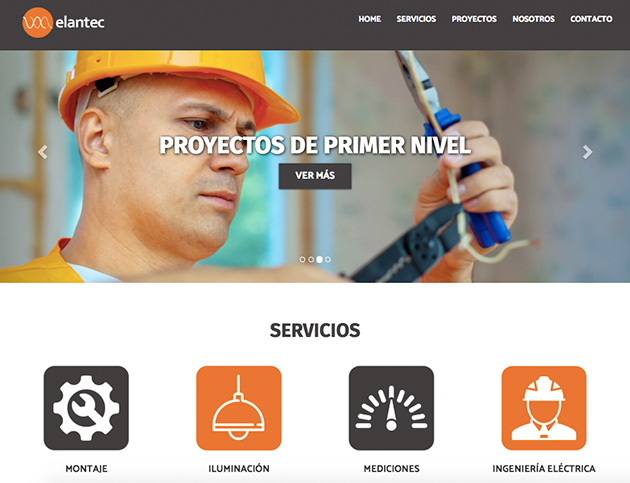 elantec
HOME SERVICIOS PROYECTOS NOSOTROS CONTACTO
PROYECTOS DE PRIMER NIVEL
VER MÁS
SERVICIOS
MONTAJE ILUMINACIÓN MEDICIONES INGENIERÍA ELÉCTRICA